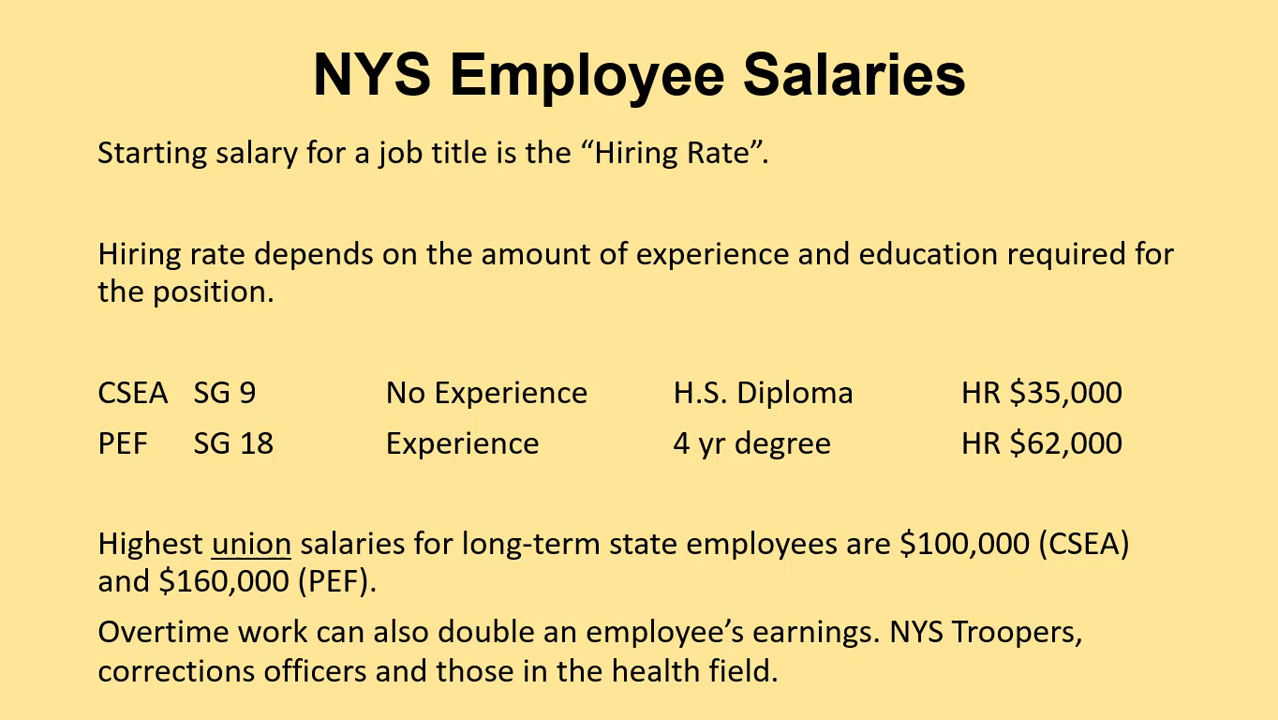 NYS Employee Salaries
Starting salary for a job title is the “Hiring Rate”.
Hiring rate depends on the amount of experience and education required for
the position.
CSEA SG 9 No Experience H.S. Diploma HR $35,000
PEF SG 18 Experience 4 yr degree HR $62,000
Highest union salaries for long-term state employees are $100,000 (CSEA)
and $160,000 (PEF).
Overtime work can also double an employee’s earnings. NYS Troopers,
corrections officers and those in the health field.